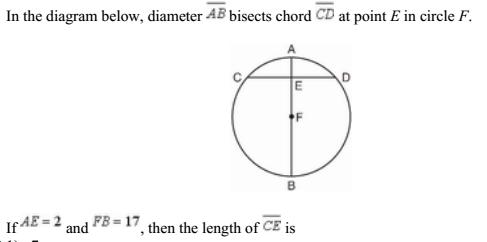 In the diagram below, diameter AB bisects chord CD at point E in circle F.
A
C D
E
F
B
If AE = 2 and FB = 17, then the length of CE is